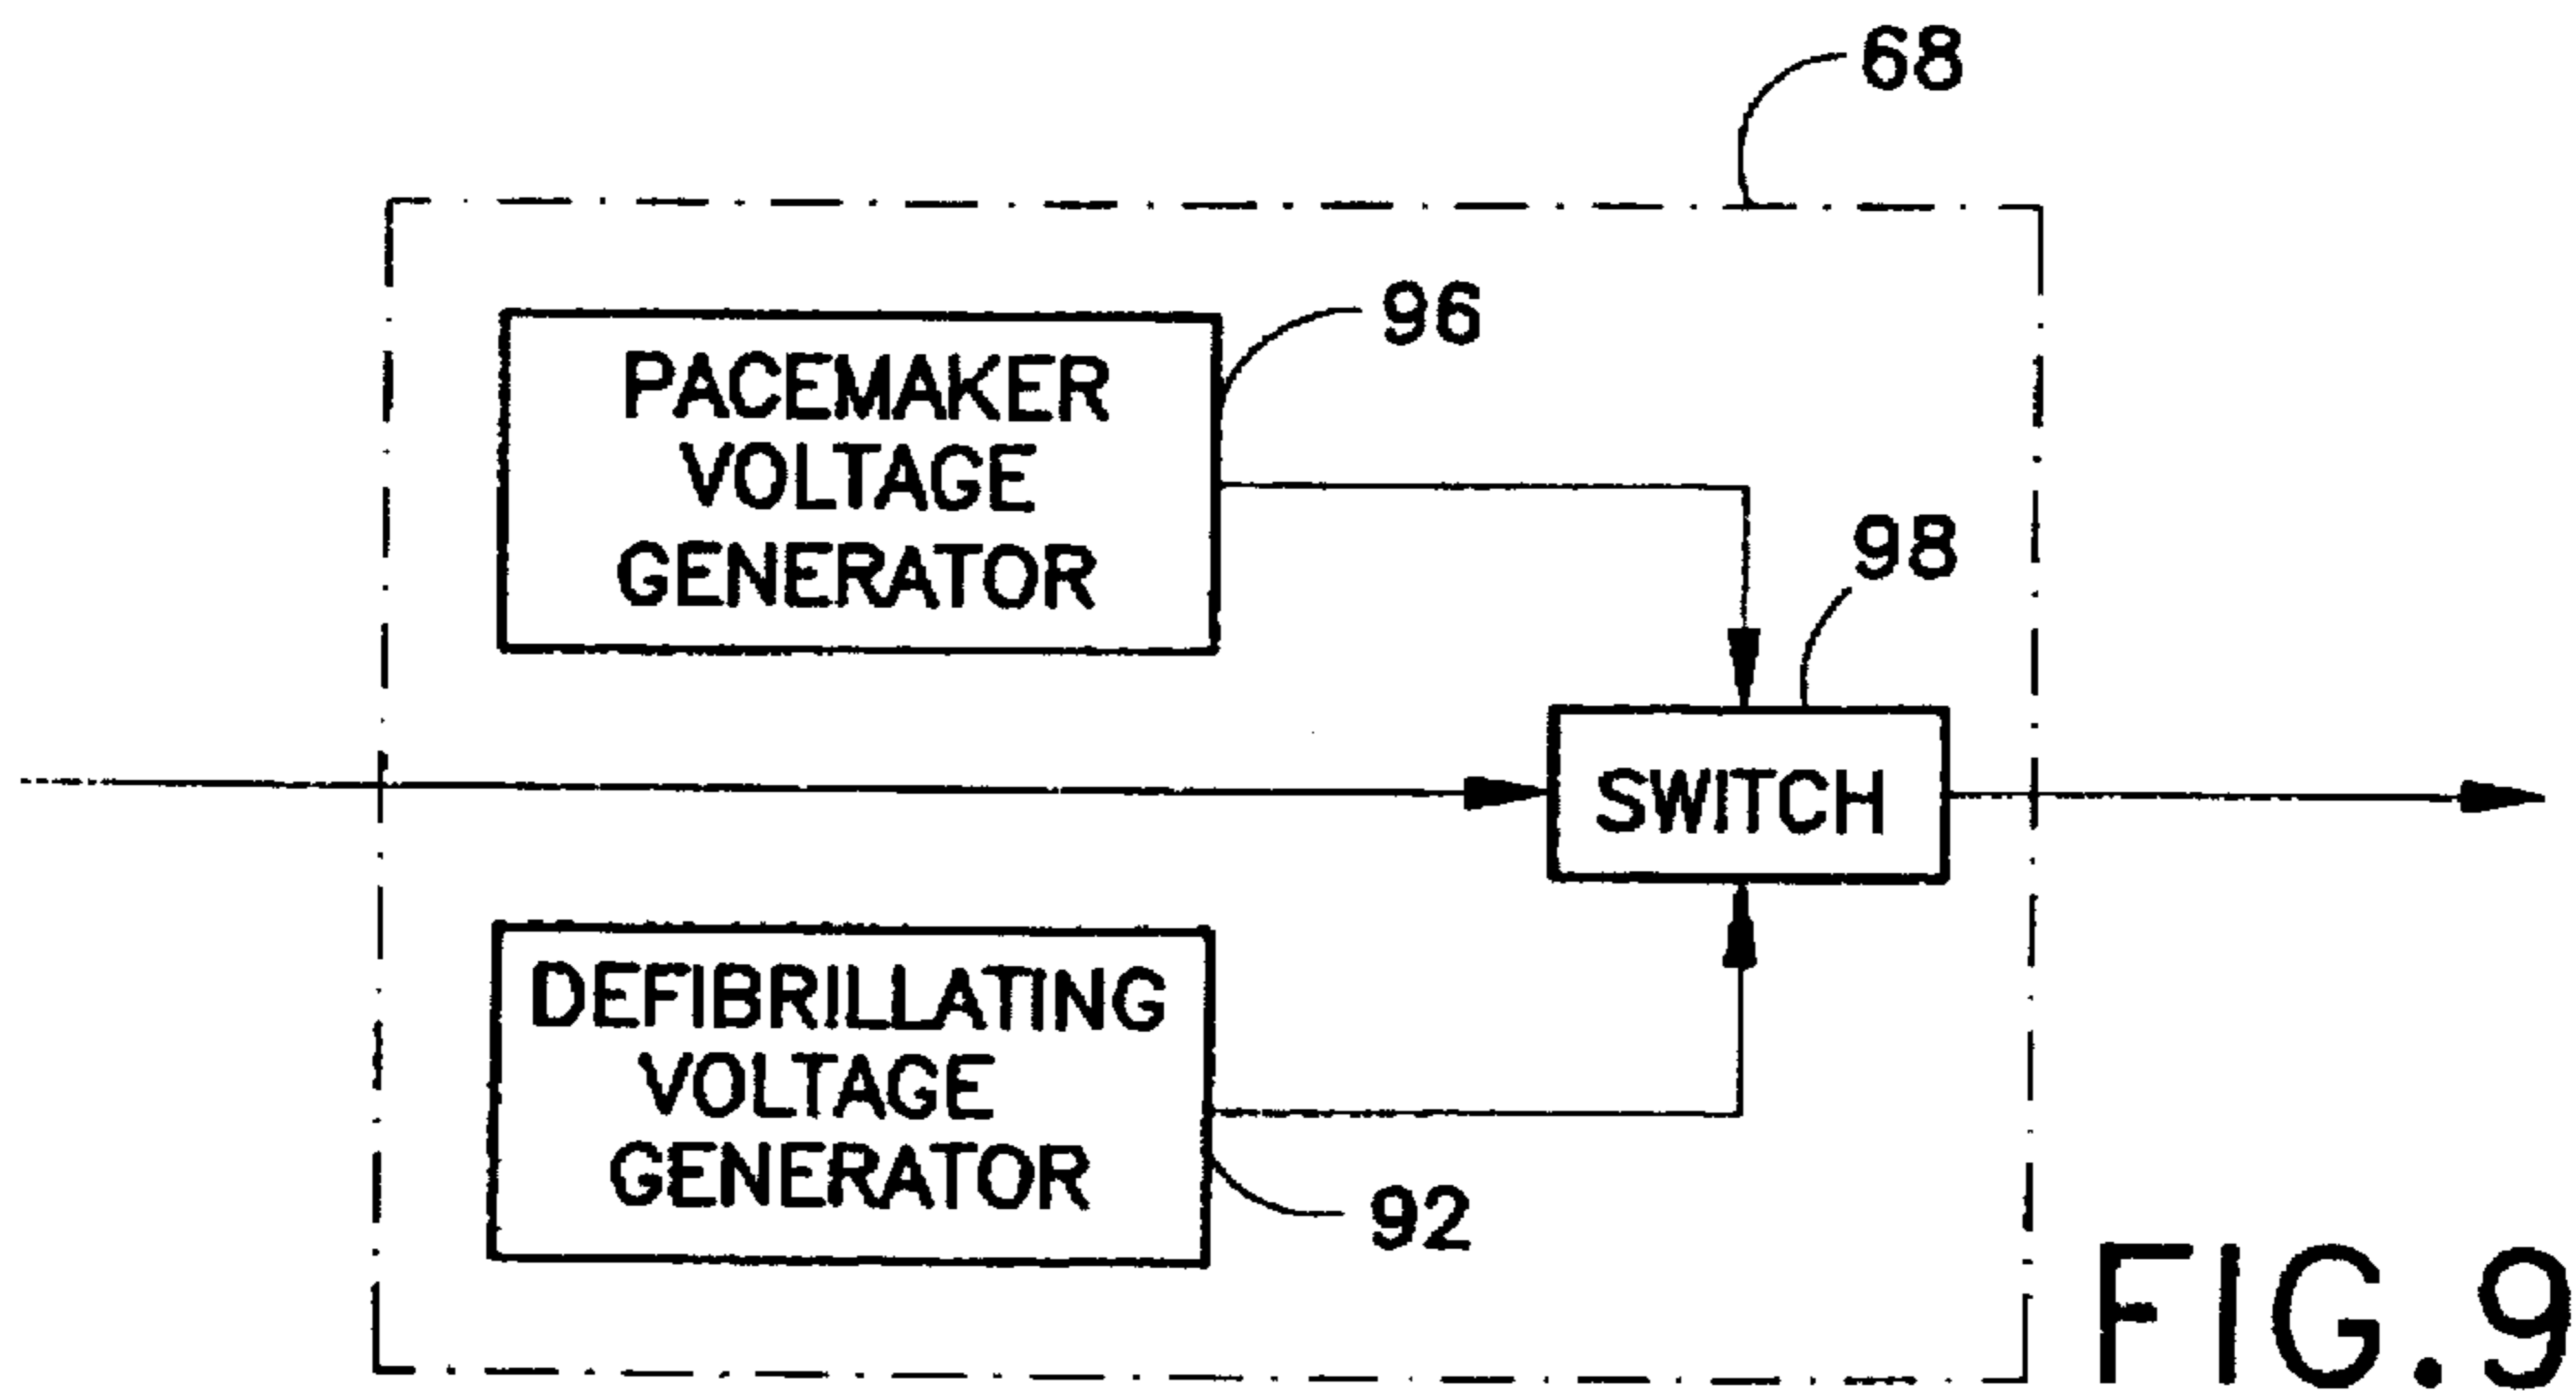 68
96
PACEMAKER
VOLTAGE
GENERATOR
98
SWITCH
DEFIBRILLATING
VOLTAGE
GENERATOR
92
FIG.9